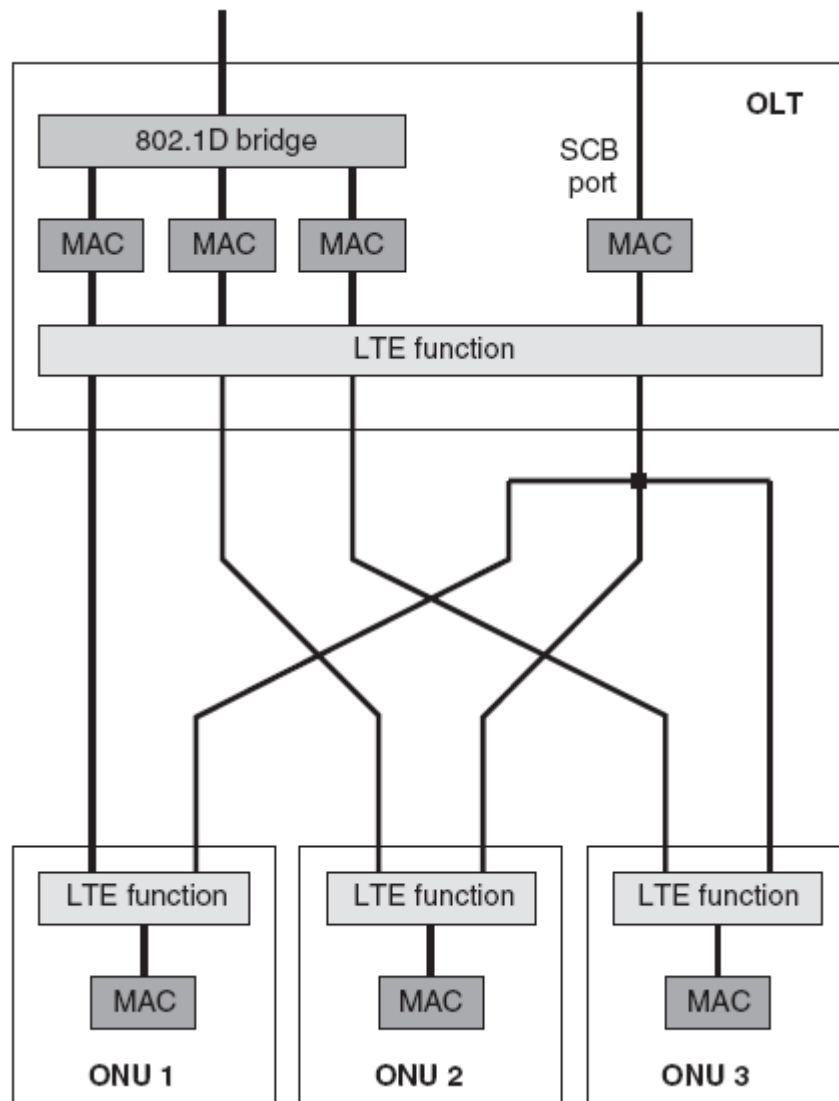 OLT
802.1D bridge
SCB
port
MAC
MAC
MAC
MAC
LTE function
LTE function
LTE function
LTE function
MAC
MAC
MAC
ONU 1
ONU 2
ONU 3